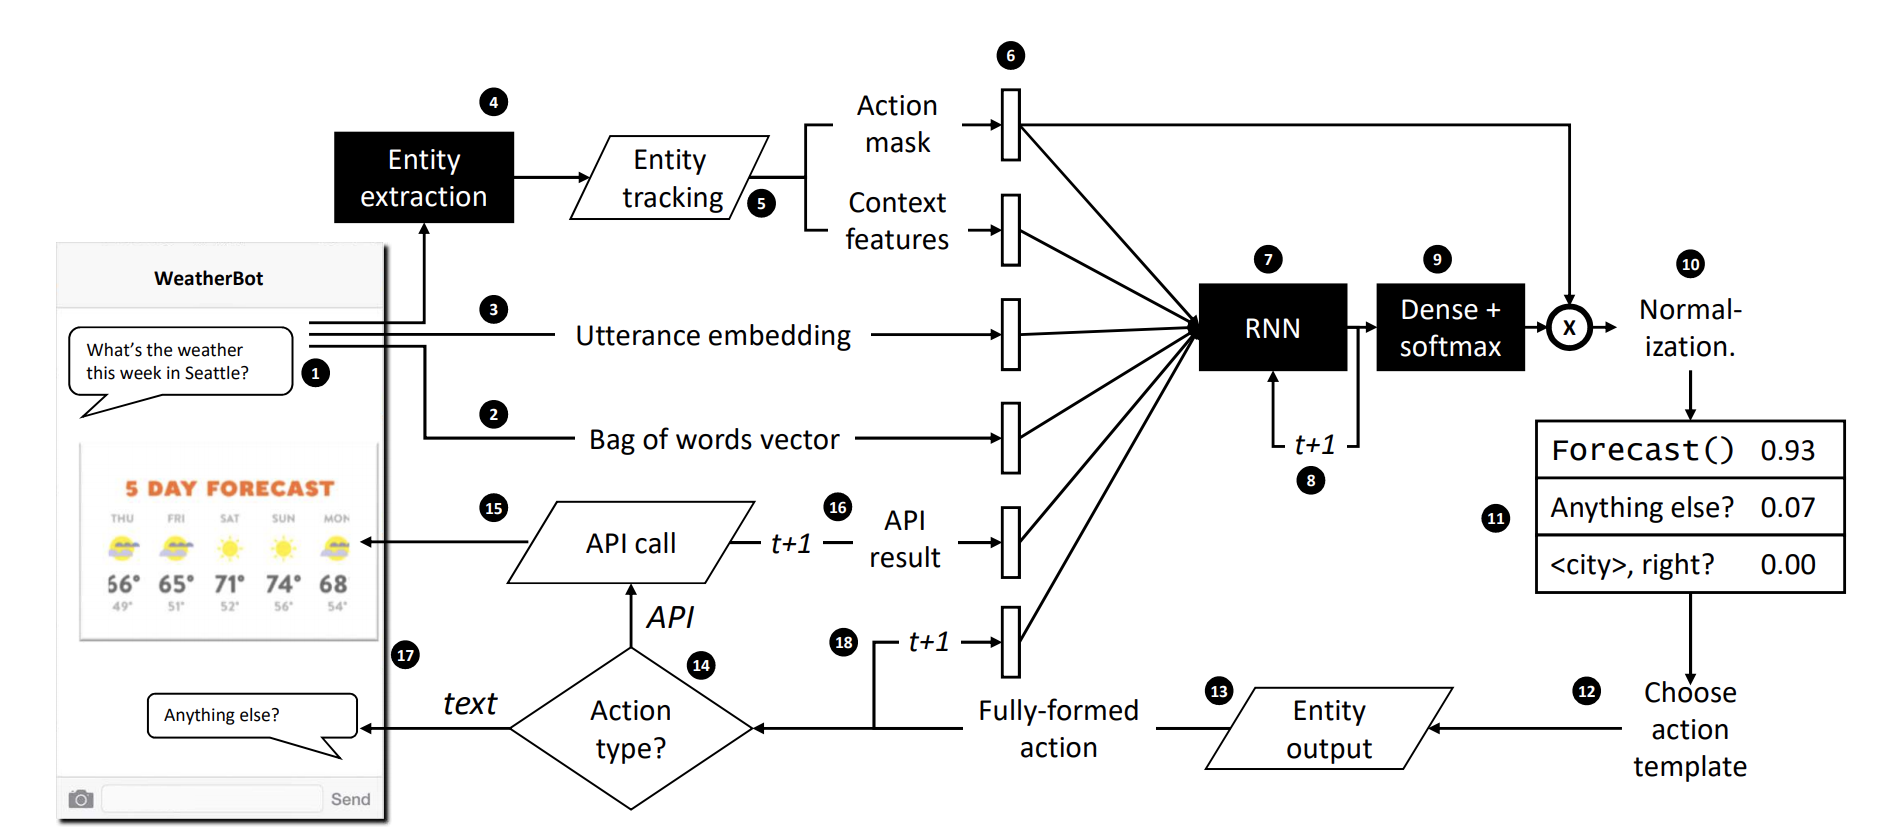 6
4
Action
mask
Entity
extraction
Entity
tracking
5
Context
features
WeatherBot
3
Utterance embedding
What's the weather
this week in Seattle?
1
2
Bag of words vector
7
RNN
t+1
8
9
Dense +
softmax
X
10
Normal-
ization.
Forecast() 0.93
Anything else? 0.07
<city>, right? 0.00
11
5 DAY FORECAST
THU FRI SAT SUN MON
66° 65° 71° 74° 68
49° 51° 52° 56° 54°
15
API call
16
t+1
API
result
API
17
14
18
t+1
text
Action
type?
Fully-formed
action
13
Entity
output
12
Choose
action
template
Anything else?
Send